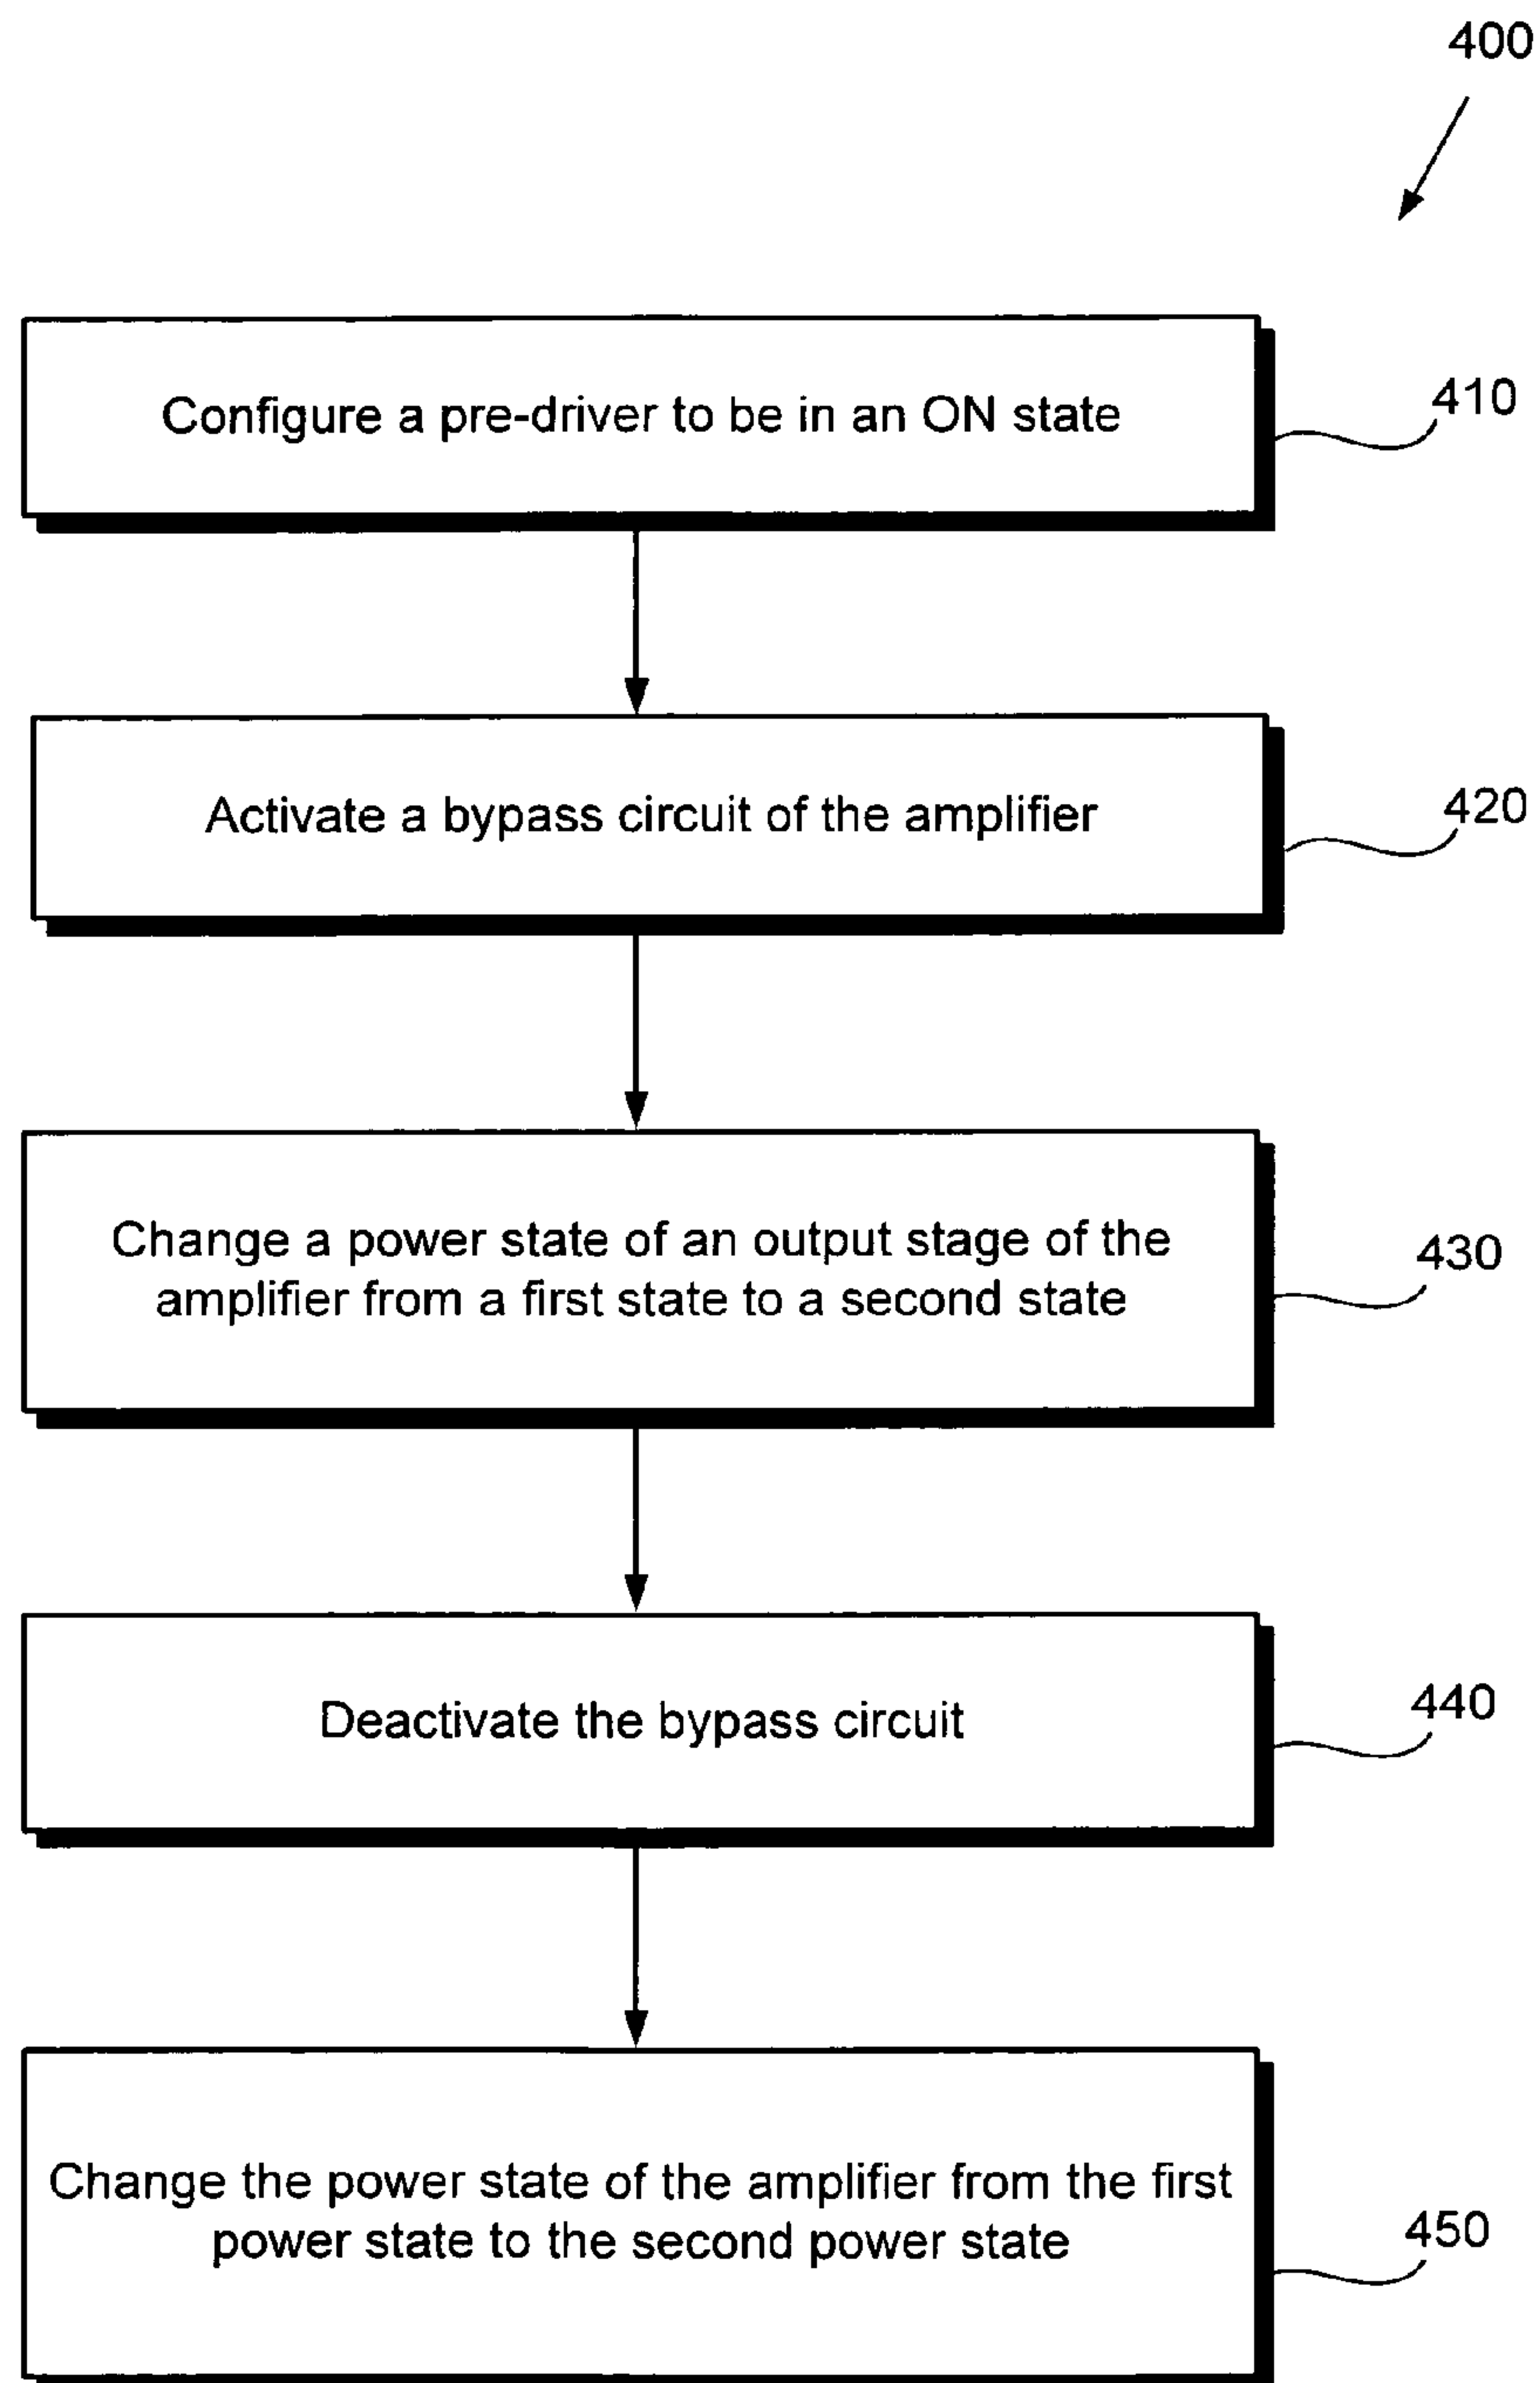 400
Configure a pre-driver to be in an ON state
410
Activate a bypass circuit of the amplifier
420
Change a power state of an output stage of the
amplifier from a first state to a second state
430
Deactivate the bypass circuit
440
Change the power state of the amplifier from the first
power state to the second power state
450